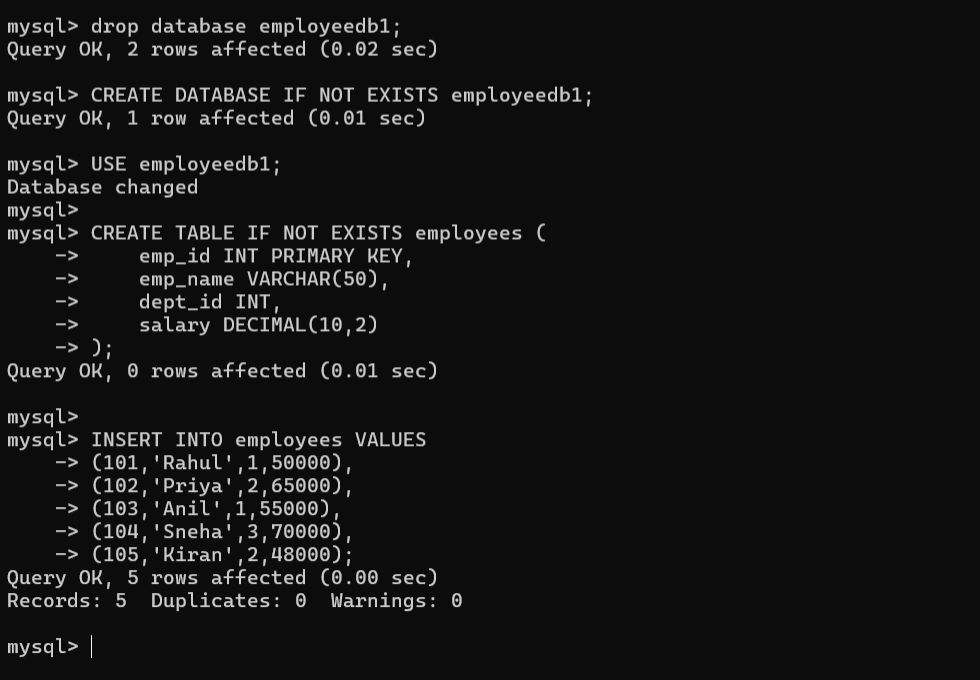 mysql> drop database employeedb1;
Query OK, 2 rows affected (0.02 sec)
mysql> CREATE DATABASE IF NOT EXISTS employeedb1;
Query OK, 1 row affected (0.01 sec)
mysql> USE employeedb1;
Database changed
mysql>
mysql> CREATE TABLE IF NOT EXISTS employees (
    ->     emp_id INT PRIMARY KEY,
    ->     emp_name VARCHAR(50),
    ->     dept_id INT,
    ->     salary DECIMAL(10,2)
    -> );
Query OK, 0 rows affected (0.01 sec)
mysql>
mysql> INSERT INTO employees VALUES
    -> (101,'Rahul',1,50000),
    -> (102,'Priya',2,65000),
    -> (103,'Anil',1,55000),
    -> (104,'Sneha',3,70000),
    -> (105,'Kiran',2,48000);
Query OK, 5 rows affected (0.00 sec)
Records: 5  Duplicates: 0  Warnings: 0
mysql>